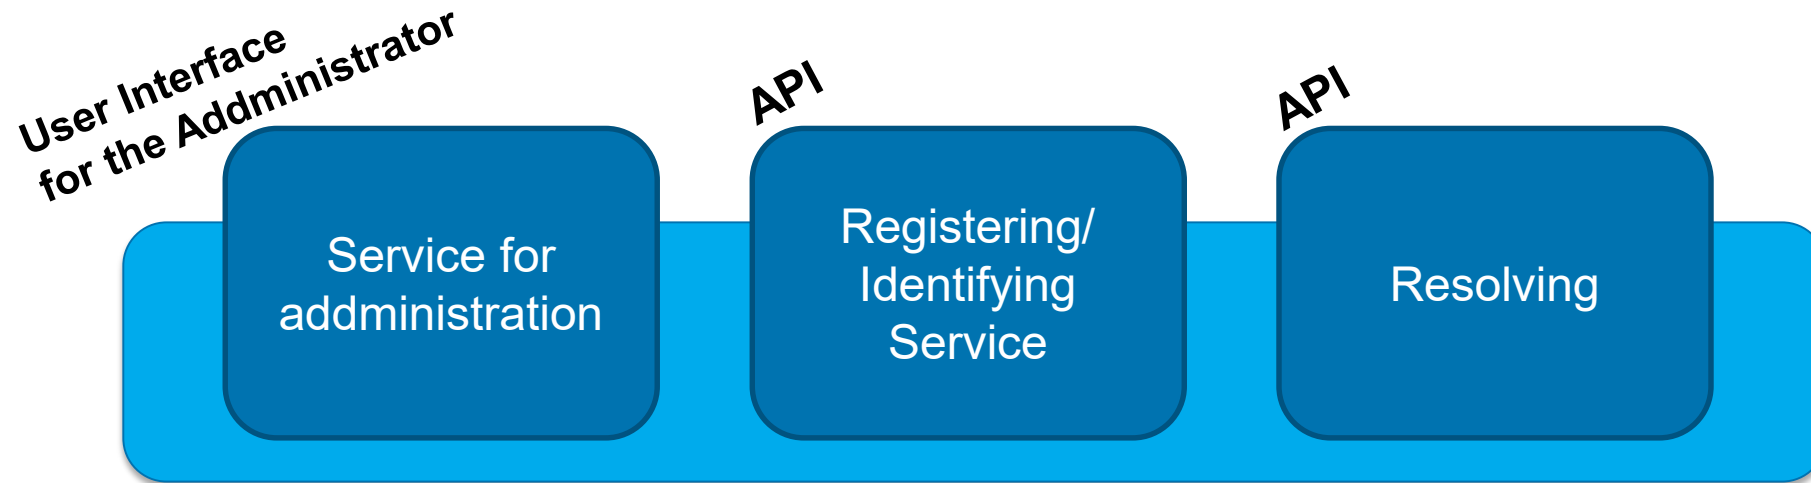 User Interface
for the Addministrator
API
API
Service for
addministration
Registering/
Identifying
Service
Resolving